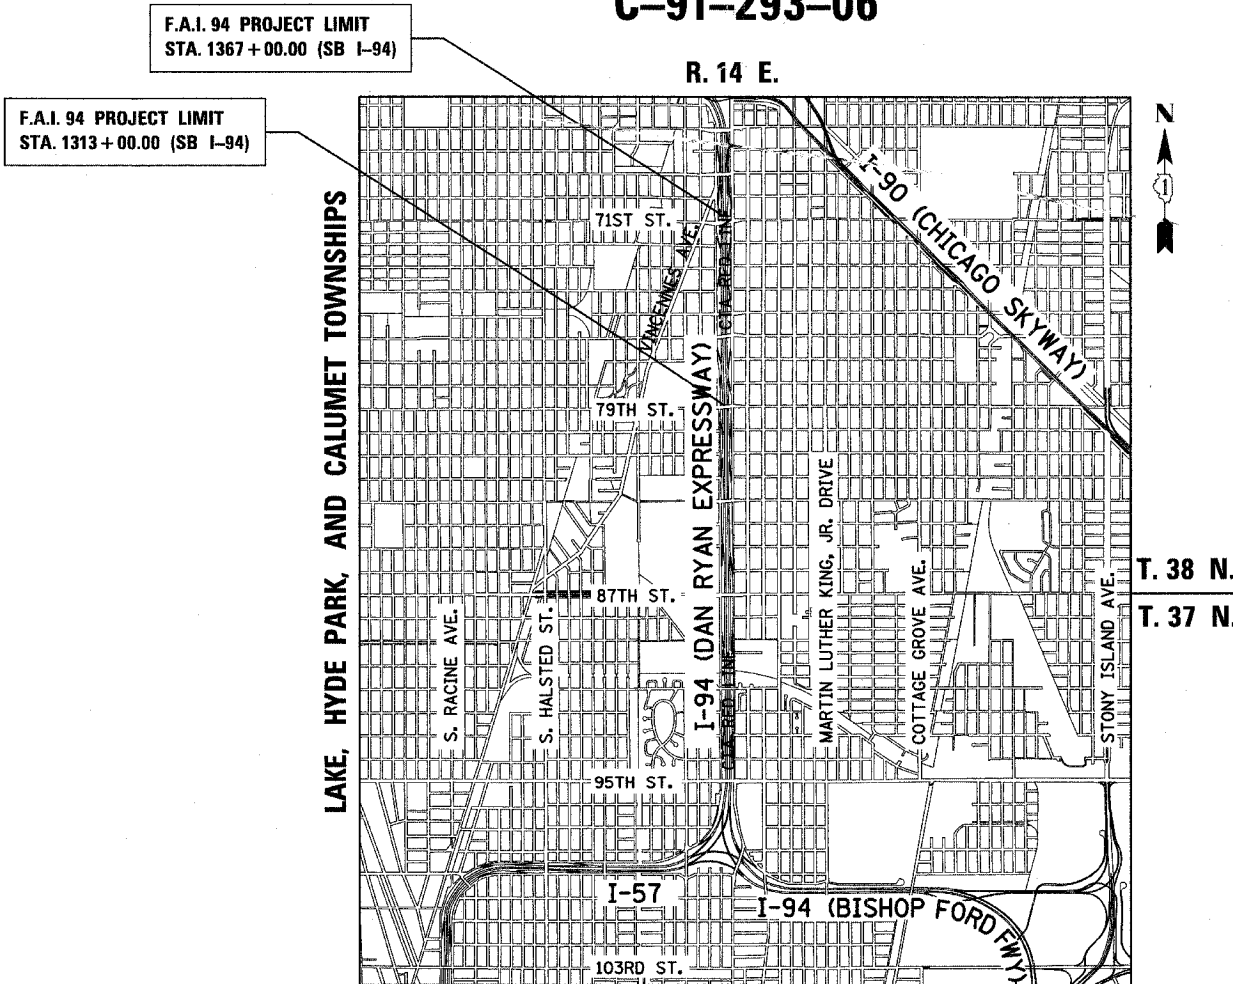 C–91–293–06
F.A.I. 94 PROJECT LIMIT
STA. 1367+00.00 (SB I–94)
R. 14 E.
F.A.I. 94 PROJECT LIMIT
STA. 1313+00.00 (SB I–94)
N
I-90 (CHICAGO SKYWAY)
71ST ST.
VINCENNES AVE.
CTA RED LINE
LAKE, HYDE PARK, AND CALUMET TOWNSHIPS
79TH ST.
I-94 (DAN RYAN EXPRESSWAY)
MARTIN LUTHER KING, JR. DRIVE
COTTAGE GROVE AVE.
STONY ISLAND AVE.
T. 38 N.
T. 37 N.
87TH ST.
S. RACINE AVE.
S. HALSTED ST.
CTA RED LINE
95TH ST.
I-57
I-94 (BISHOP FORD FWY)
103RD ST.